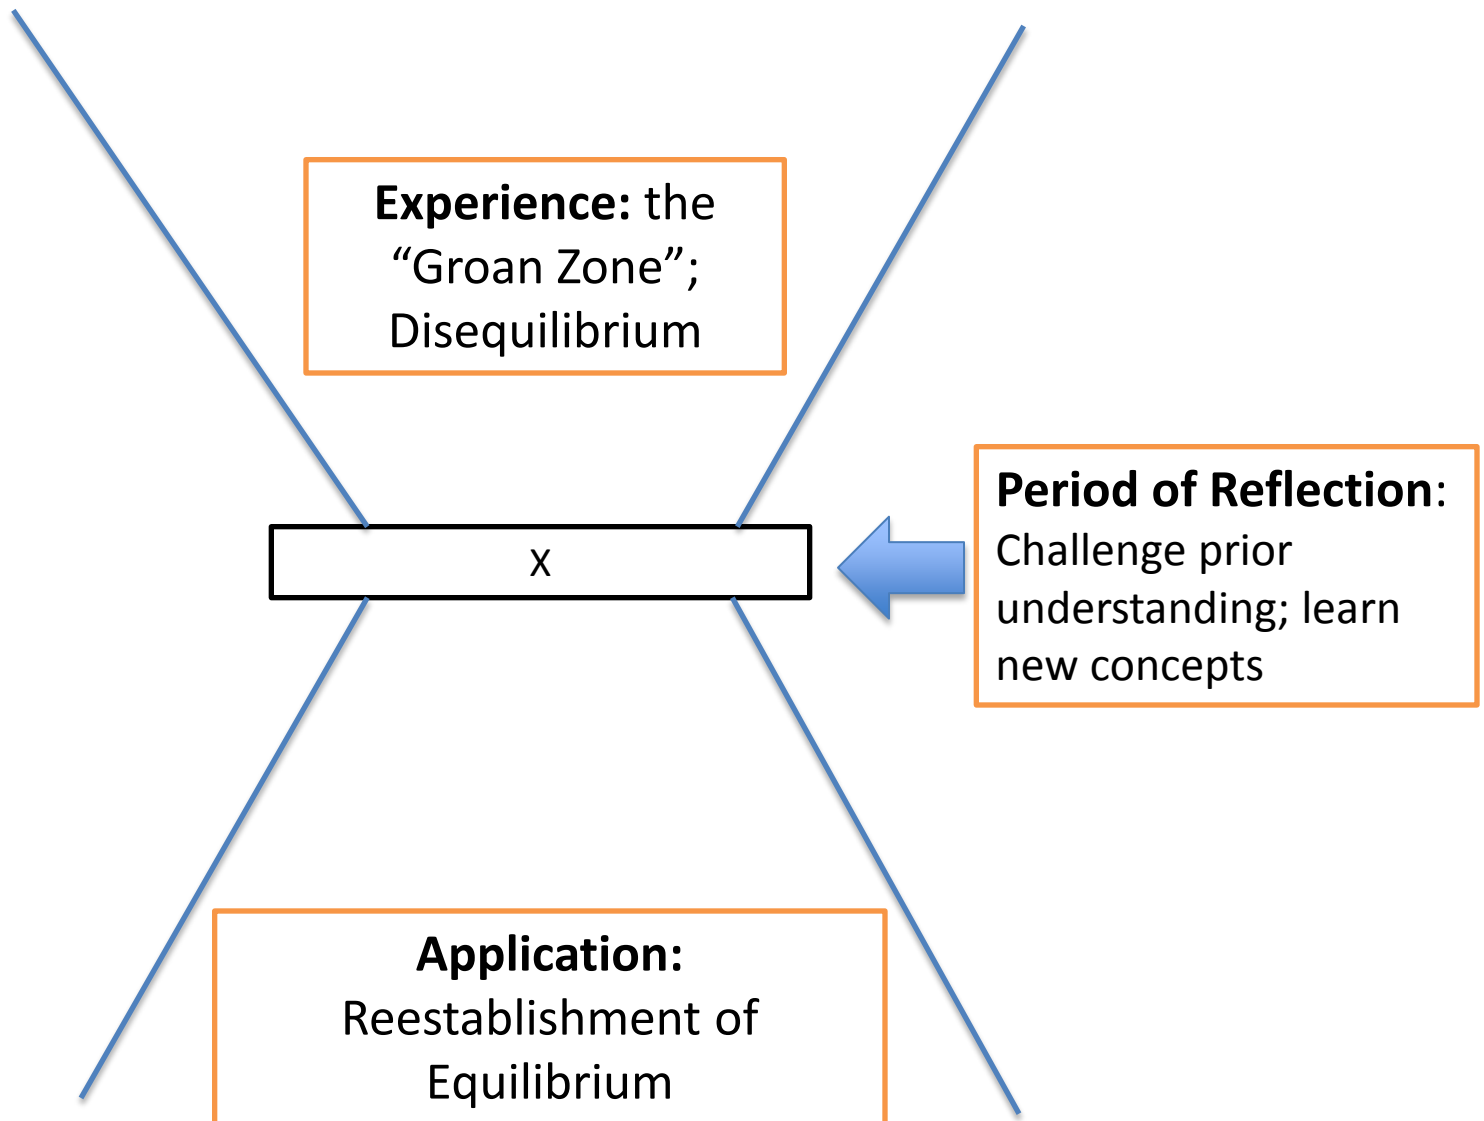 Experience: the
“Groan Zone”;
Disequilibrium
X
Period of Reflection:
Challenge prior
understanding; learn
new concepts
Application:
Reestablishment of
Equilibrium